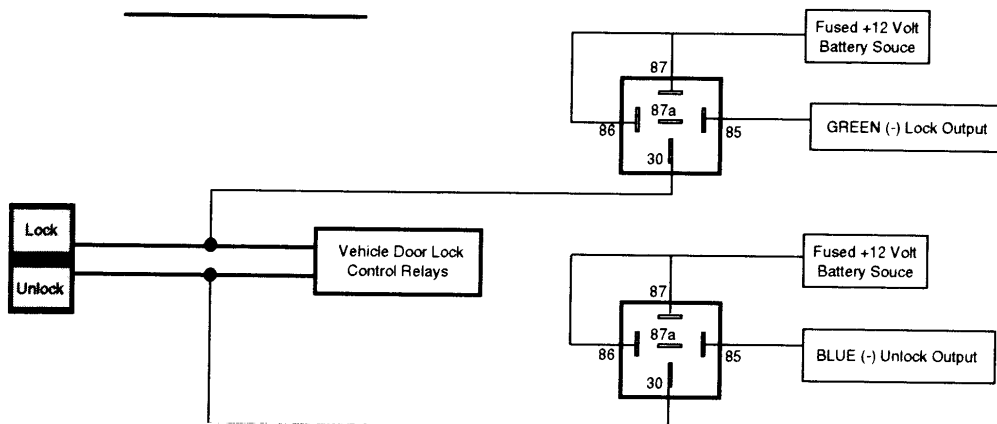 Fused +12 Volt
Battery Souce
87
87a
86
85
30
GREEN (-) Lock Output
Lock
Unlock
Vehicle Door Lock
Control Relays
Fused +12 Volt
Battery Souce
87
87a
86
85
30
BLUE (-) Unlock Output